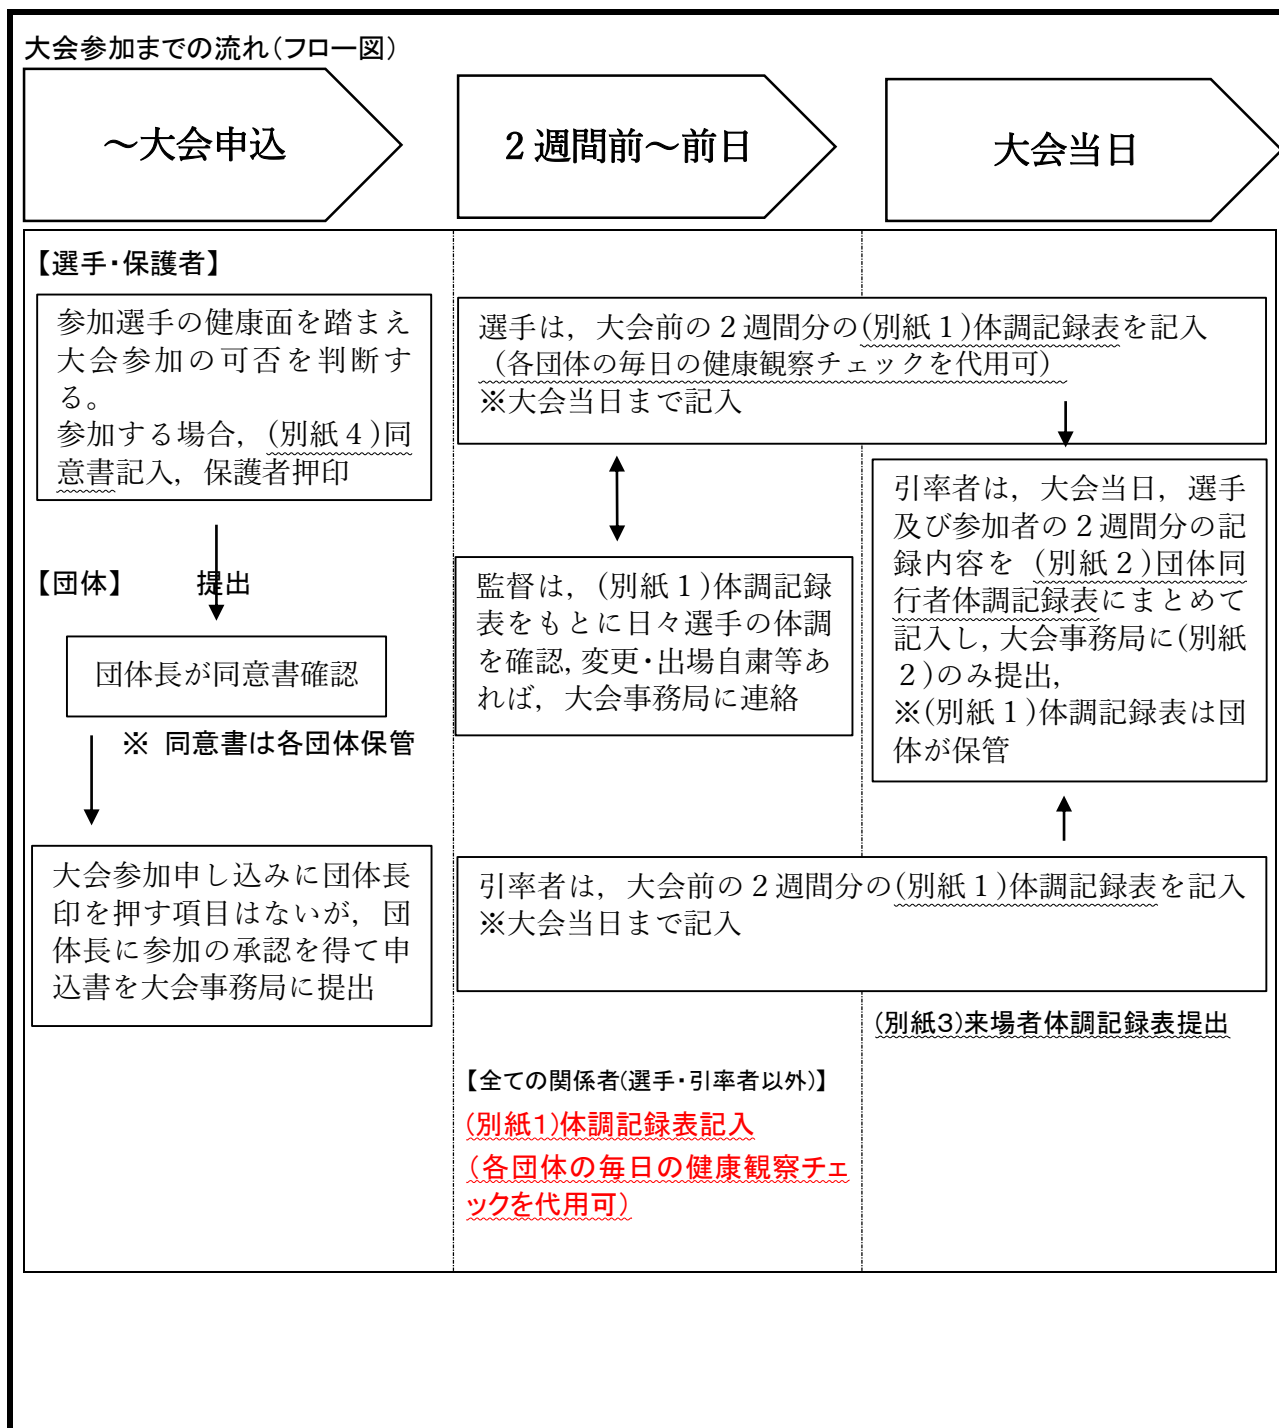 大会参加までの流れ（フロー図）
～大会申込
２週間前～前日
大会当日
【選手・保護者】
参加選手の健康面を踏まえ
大会参加の可否を判断す
る。
参加する場合，(別紙４)同
意書記入，保護者押印
【団体】　　提出
団体長が同意書確認
※ 同意書は各団体保管
大会参加申し込みに団体長
印を押す項目はないが，団
体長に参加の承認を得て申
込書を大会事務局に提出
選手は，大会前の２週間分の(別紙１)体調記録表を記入
（各団体の毎日の健康観察チェックを代用可）
※大会当日まで記入
監督は，(別紙１)体調記録
表をもとに日々選手の体調
を確認，変更・出場自粛等あ
れば，大会事務局に連絡
引率者は，大会当日，選手
及び参加者の２週間分の記
録内容を（別紙２）団体同
行者体調記録表にまとめて
記入し，大会事務局に(別紙
２)のみ提出，
※(別紙１)体調記録表は団
体が保管
引率者は，大会前の２週間分の(別紙１)体調記録表を記入
※大会当日まで記入
(別紙3)来場者体調記録表提出
【全ての関係者(選手・引率者以外)】
(別紙1)体調記録表記入
（各団体の毎日の健康観察チェ
ックを代用可）